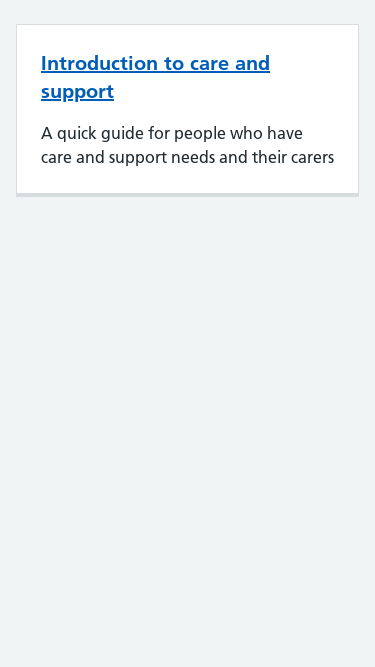 Introduction to care and
support
A quick guide for people who have
care and support needs and their carers